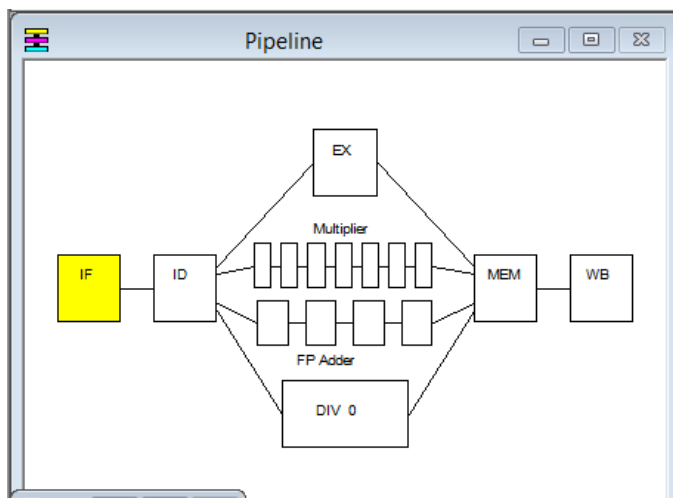 Pipeline
EX
Multiplier
IF
ID
MEM
WB
FP Adder
DIV 0